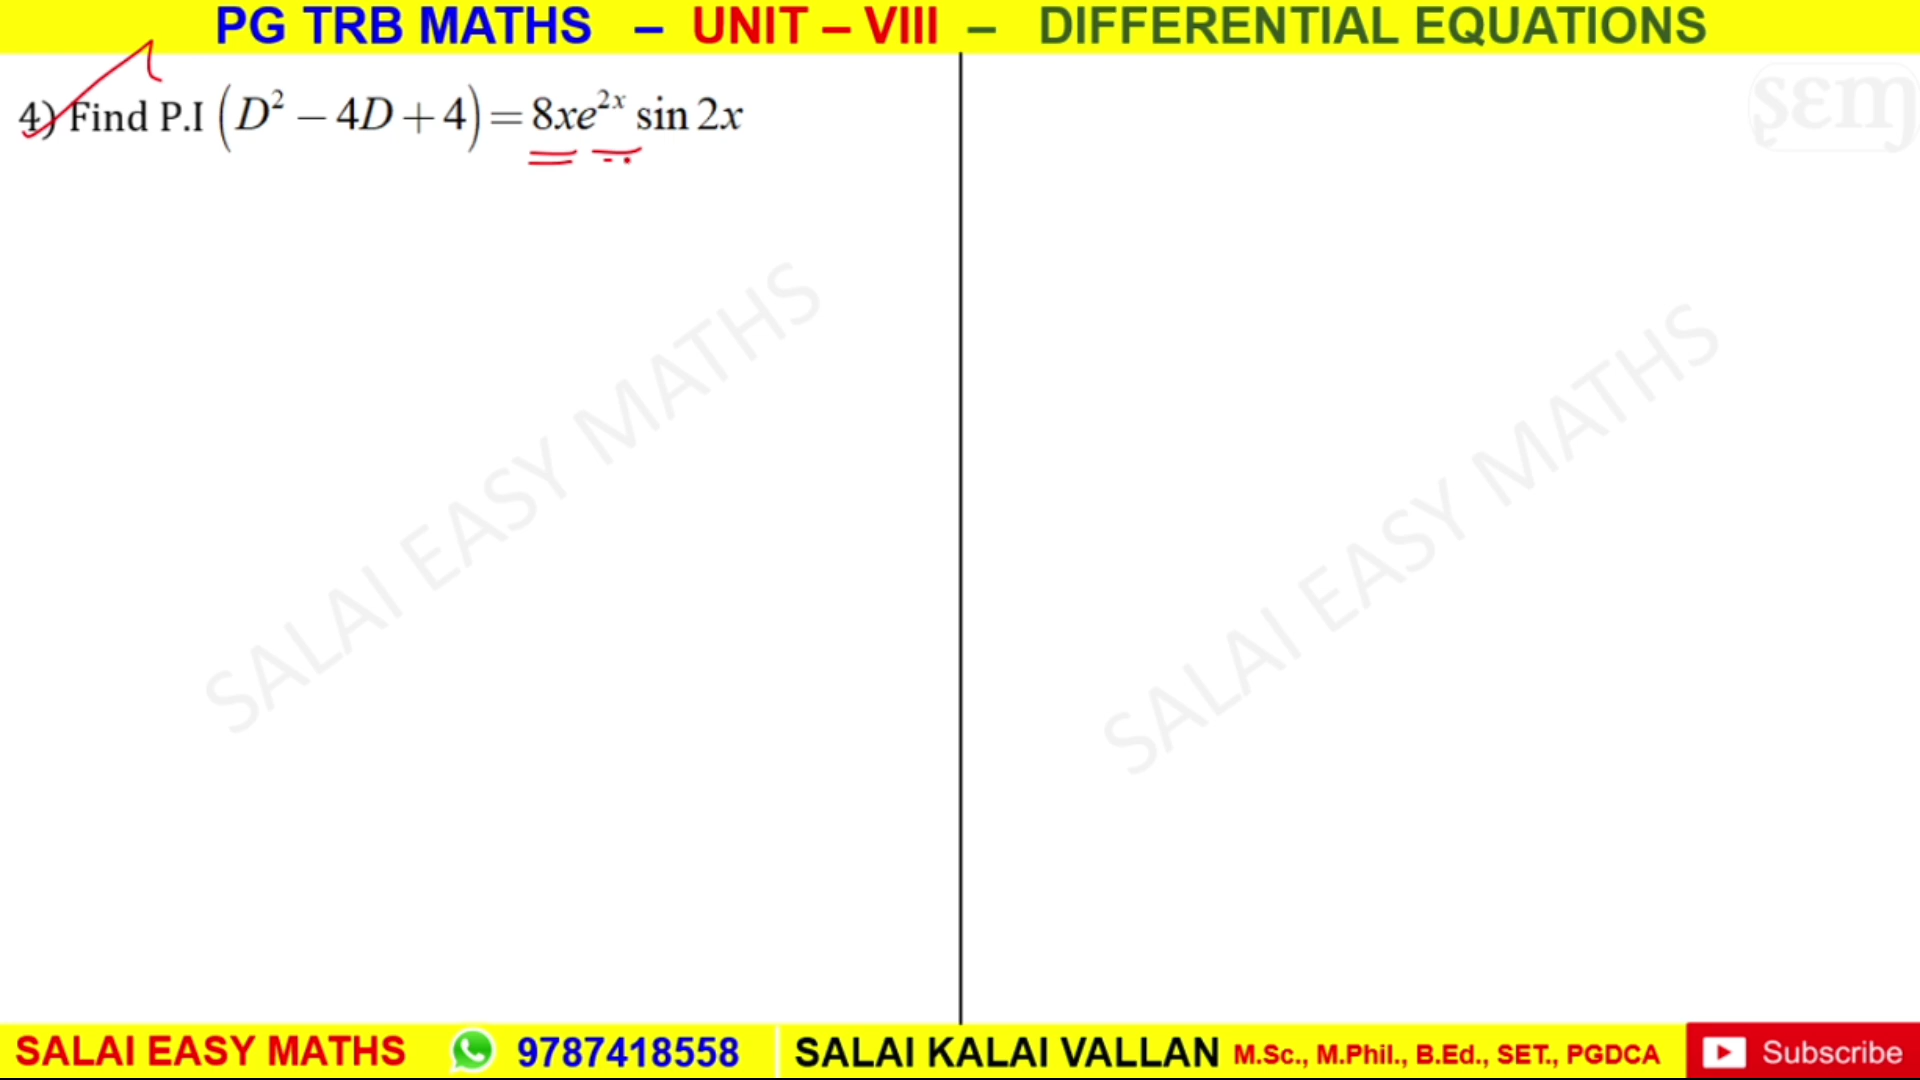 PG TRB MATHS – UNIT – VIII – DIFFERENTIAL EQUATIONS
sєm
4) Find P.I (D² − 4D + 4) = 8xe²ˣ sin 2x
SALAI EASY MATHS
SALAI EASY MATHS
SALAI EASY MATHS 9787418558 SALAI KALAI VALLAN M.Sc., M.Phil., B.Ed., SET., PGDCA Subscribe